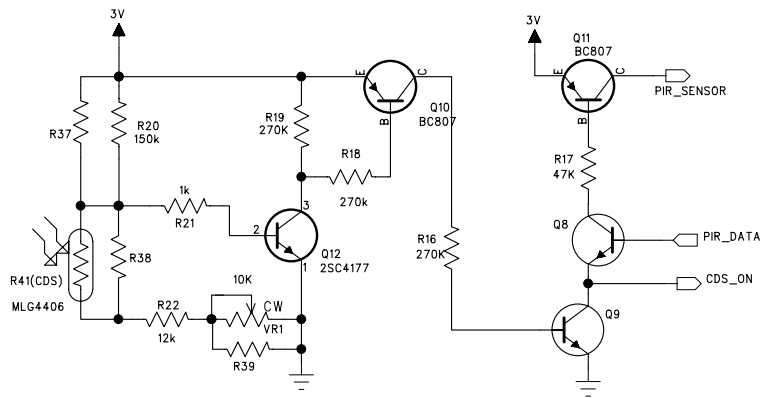 3V
3V
Q11
BC807
E
C
E
C
PIR_SENSOR
R37
R20
150k
R19
270K
Q10
BC807
B
B
R18
270k
R17
47K
1k
R21
3
2
1
Q12
2SC4177
R16
270K
Q8
PIR_DATA
R41(CDS)
MLG4406
R38
10K
CW
VR1
CDS_ON
R22
12k
Q9
R39